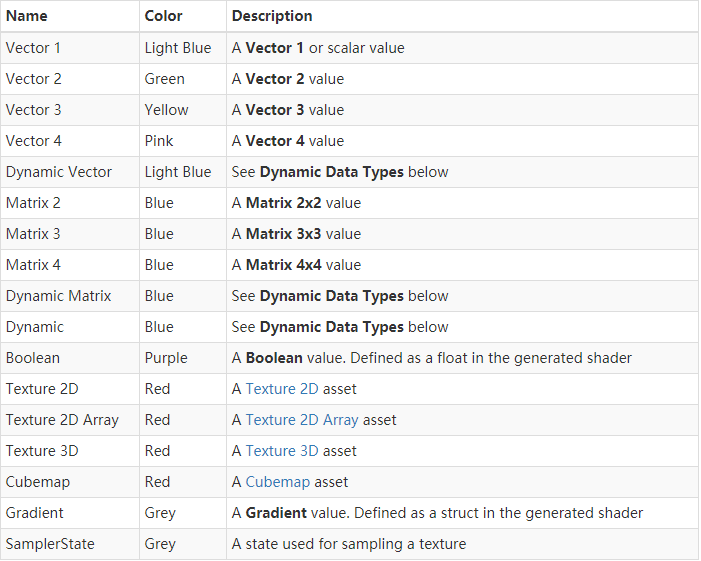 Name Color Description
Vector 1 Light Blue A Vector 1 or scalar value
Vector 2 Green A Vector 2 value
Vector 3 Yellow A Vector 3 value
Vector 4 Pink A Vector 4 value
Dynamic Vector Light Blue See Dynamic Data Types below
Matrix 2 Blue A Matrix 2x2 value
Matrix 3 Blue A Matrix 3x3 value
Matrix 4 Blue A Matrix 4x4 value
Dynamic Matrix Blue See Dynamic Data Types below
Dynamic Blue See Dynamic Data Types below
Boolean Purple A Boolean value. Defined as a float in the generated shader
Texture 2D Red A Texture 2D asset
Texture 2D Array Red A Texture 2D Array asset
Texture 3D Red A Texture 3D asset
Cubemap Red A Cubemap asset
Gradient Grey A Gradient value. Defined as a struct in the generated shader
SamplerState Grey A state used for sampling a texture